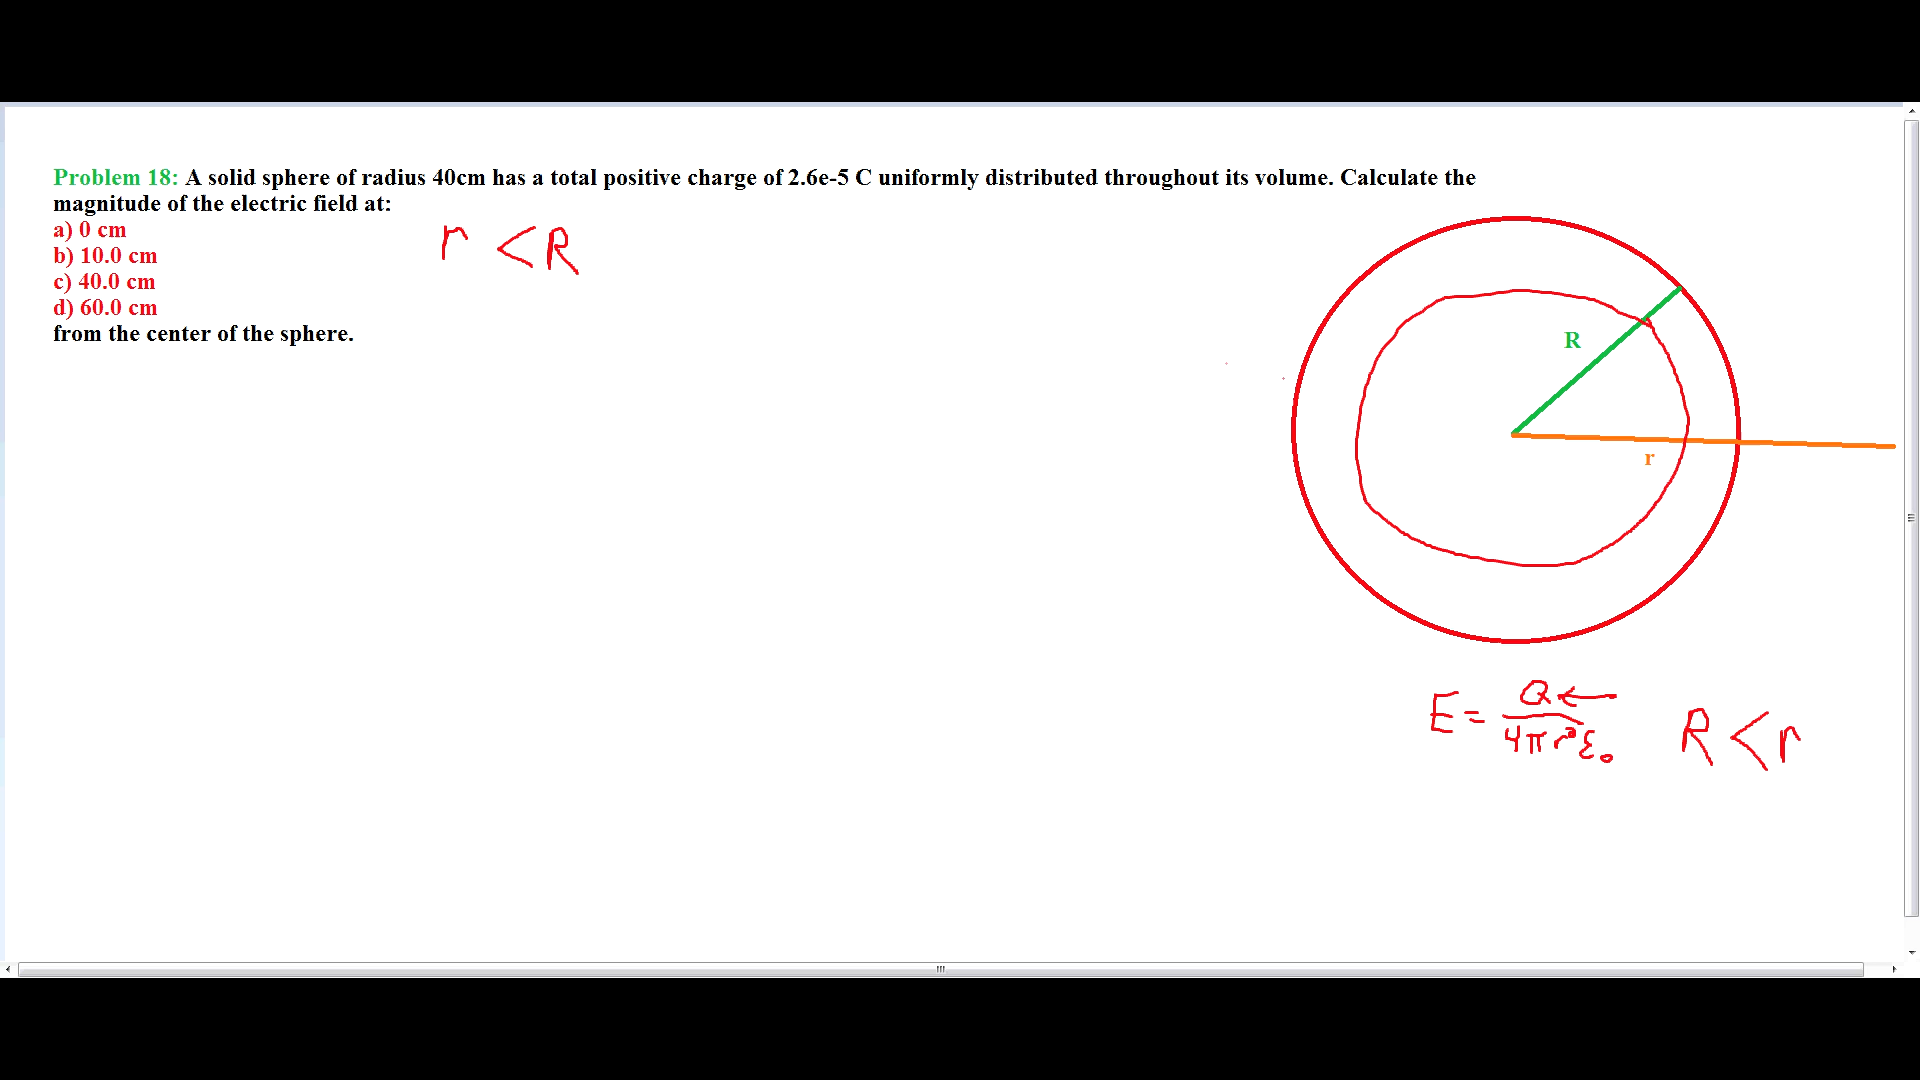 Problem 18: A solid sphere of radius 40cm has a total positive charge of 2.6e-5 C uniformly distributed throughout its volume. Calculate the
magnitude of the electric field at:
a) 0 cm
b) 10.0 cm
c) 40.0 cm
d) 60.0 cm
from the center of the sphere.
r < R
R
r
E = Q ←
4πr²ε₀
R < r